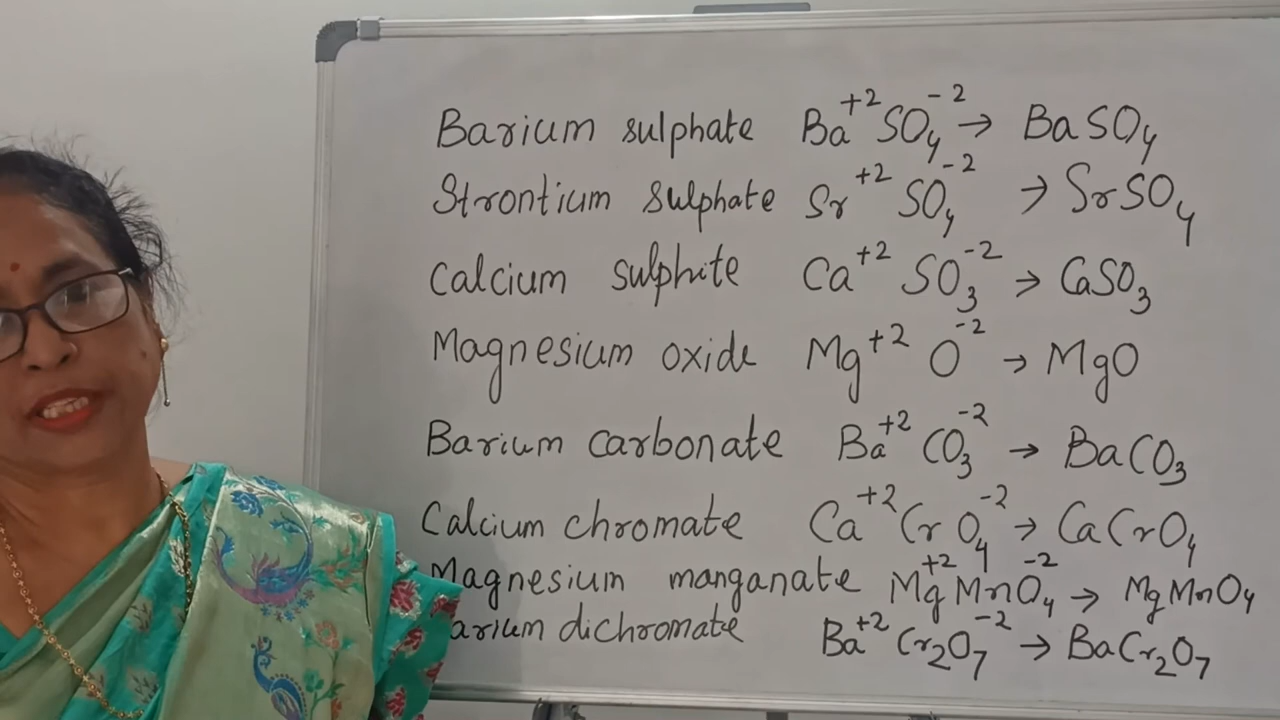 Barium sulphate Ba⁺²SO₄⁻² → BaSO₄
Strontium sulphate Sr⁺² SO₄⁻² → SrSO₄
Calcium sulphite Ca⁺² SO₃⁻² → CaSO₃
Magnesium oxide Mg⁺² O⁻² → MgO
Barium carbonate Ba⁺² CO₃⁻² → BaCO₃
Calcium chromate Ca⁺² CrO₄⁻² → CaCrO₄
Magnesium manganate Mg⁺² MnO₄⁻² → MgMnO₄
arium dichromate Ba⁺² Cr₂O₇⁻² → BaCr₂O₇